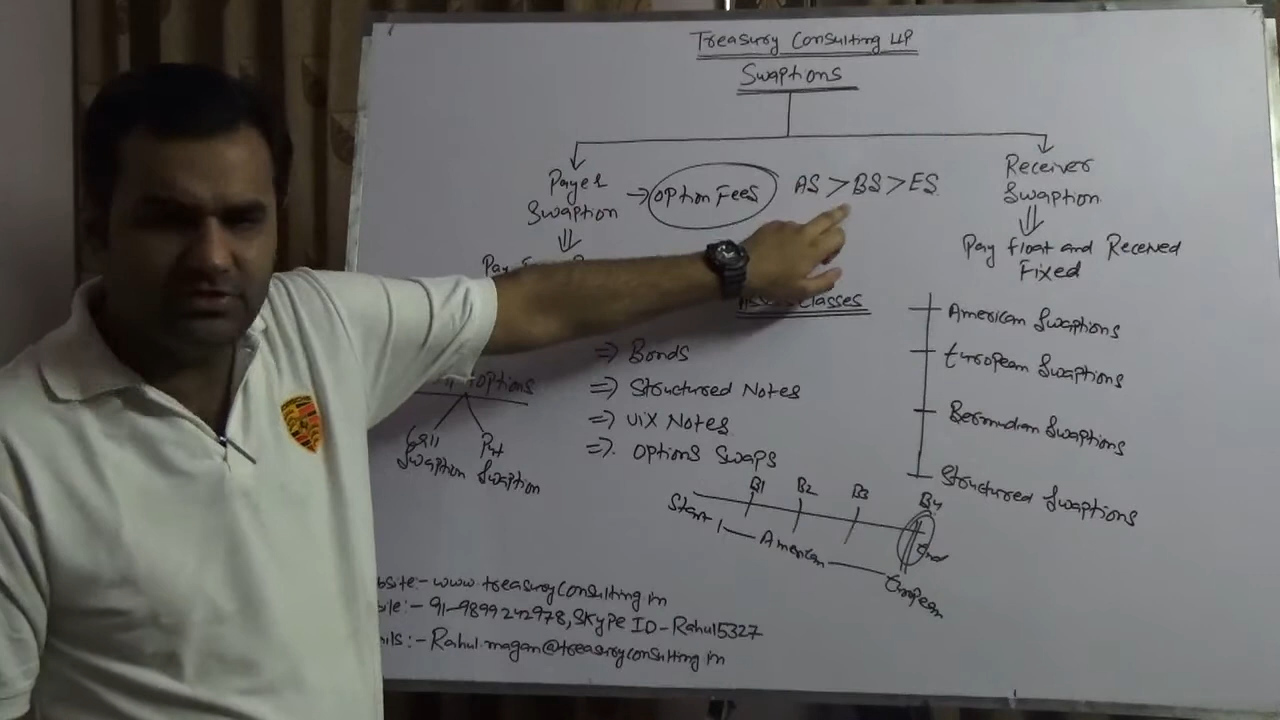 Treasury Consulting LLP
Swaptions
Payer
Swaption
→ Option Fees
AS > BS > ES
Receiver
Swaption
Pay float and Received
Fixed
Classes
American Swaptions
European Swaptions
Bermudian Swaptions
Structured Swaptions
=> Bonds
=> Structured Notes
=> VIX Notes
=> Options Swaps
Options
Call
Swaption
Put
Swaption
B1
B2
B3
B4
Start
End
American
European
www.treasuryconsulting.in
:- 91-9899242978, Skype ID - Rahul5327
:- Rahul.magan@treasuryconsulting.in